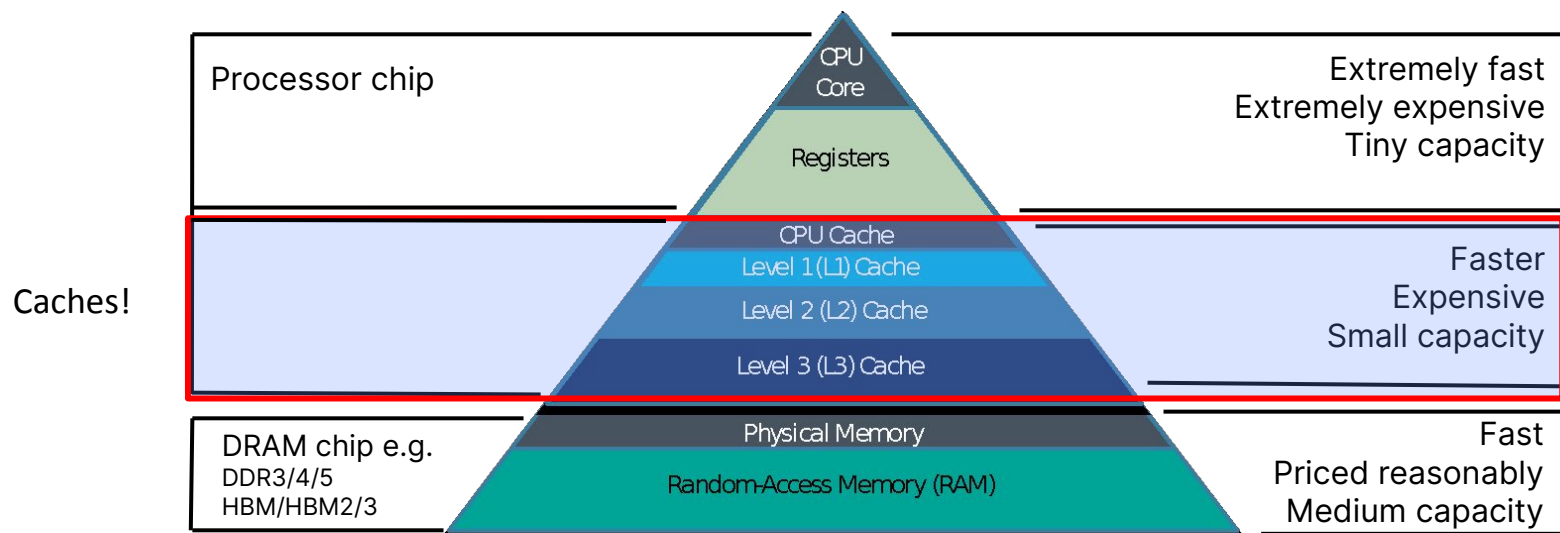 Processor chip
CPU
Core
Registers
Extremely fast
Extremely expensive
Tiny capacity
Caches!
CPU Cache
Level 1 (L1) Cache
Level 2 (L2) Cache
Level 3 (L3) Cache
Faster
Expensive
Small capacity
DRAM chip e.g.
DDR3/4/5
HBM/HBM2/3
Physical Memory
Random-Access Memory (RAM)
Fast
Priced reasonably
Medium capacity